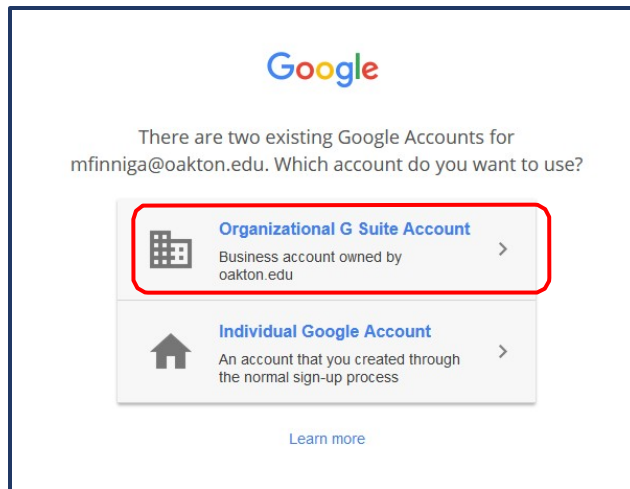 Google
There are two existing Google Accounts for
mfinniga@oakton.edu. Which account do you want to use?
Organizational G Suite Account
Business account owned by
oakton.edu
Individual Google Account
An account that you created through
the normal sign-up process
Learn more